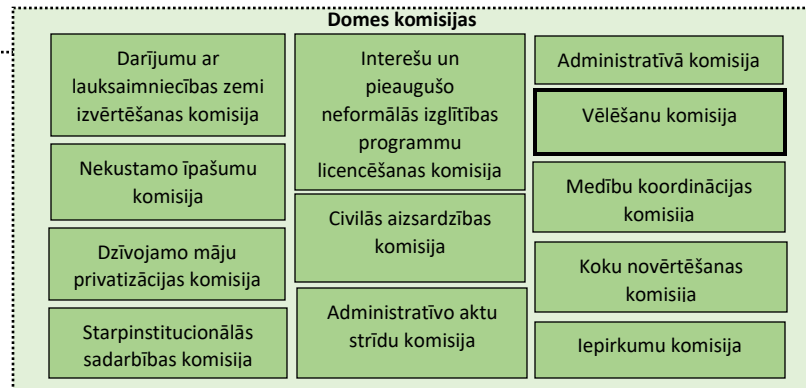 Domes komisijas
Darījumu ar
lauksaimniecības zemi
izvērtēšanas komisija
Nekustamo īpašumu
komisija
Dzīvojamo māju
privatizācijas komisija
Starpinstitucionālās
sadarbības komisija
Interešu un
pieaugušo
neformālās izglītības
programmu
licencēšanas komisija
Civilās aizsardzības
komisija
Administratīvo aktu
strīdu komisija
Administratīvā komisija
Vēlēšanu komisija
Medību koordinācijas
komisija
Koku novērtēšanas
komisija
Iepirkumu komisija